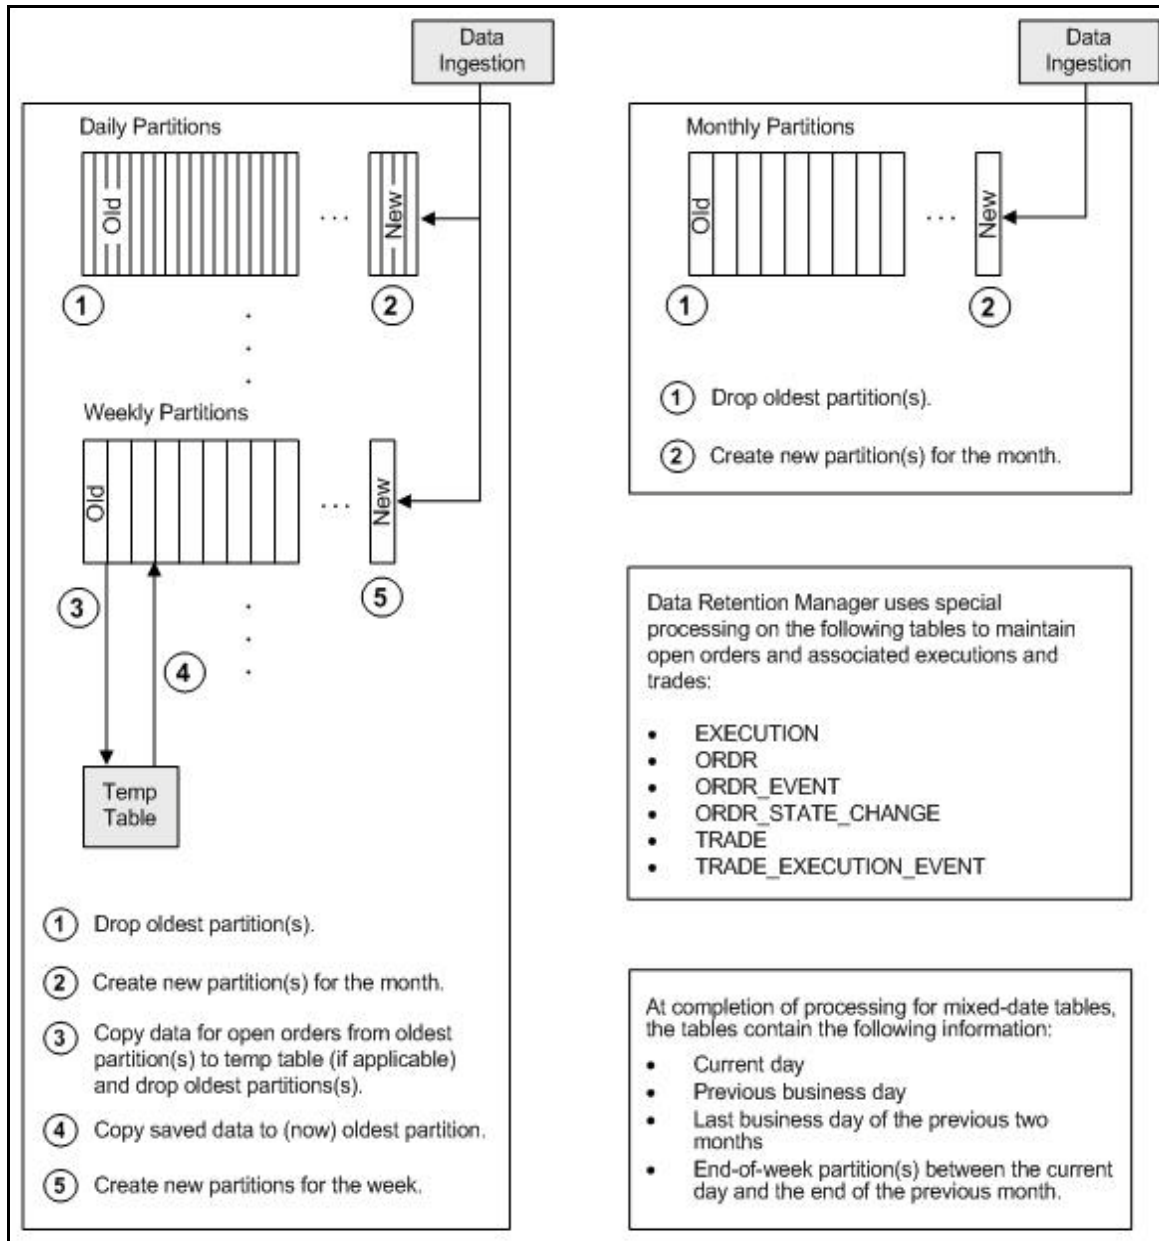 Data
Ingestion
Daily Partitions
Old
. . .
New
1
2
Weekly Partitions
Old
. . .
New
3
4
5
Temp
Table
1 Drop oldest partition(s).
2 Create new partition(s) for the month.
3 Copy data for open orders from oldest
partition(s) to temp table (if applicable)
and drop oldest partitions(s).
4 Copy saved data to (now) oldest partition.
5 Create new partitions for the week.
Data
Ingestion
Monthly Partitions
Old
. . .
New
1
2
1 Drop oldest partition(s).
2 Create new partition(s) for the month.
Data Retention Manager uses special
processing on the following tables to maintain
open orders and associated executions and
trades:
• EXECUTION
• ORDR
• ORDR_EVENT
• ORDR_STATE_CHANGE
• TRADE
• TRADE_EXECUTION_EVENT
At completion of processing for mixed-date tables,
the tables contain the following information:
• Current day
• Previous business day
• Last business day of the previous two
months
• End-of-week partition(s) between the current
day and the end of the previous month.